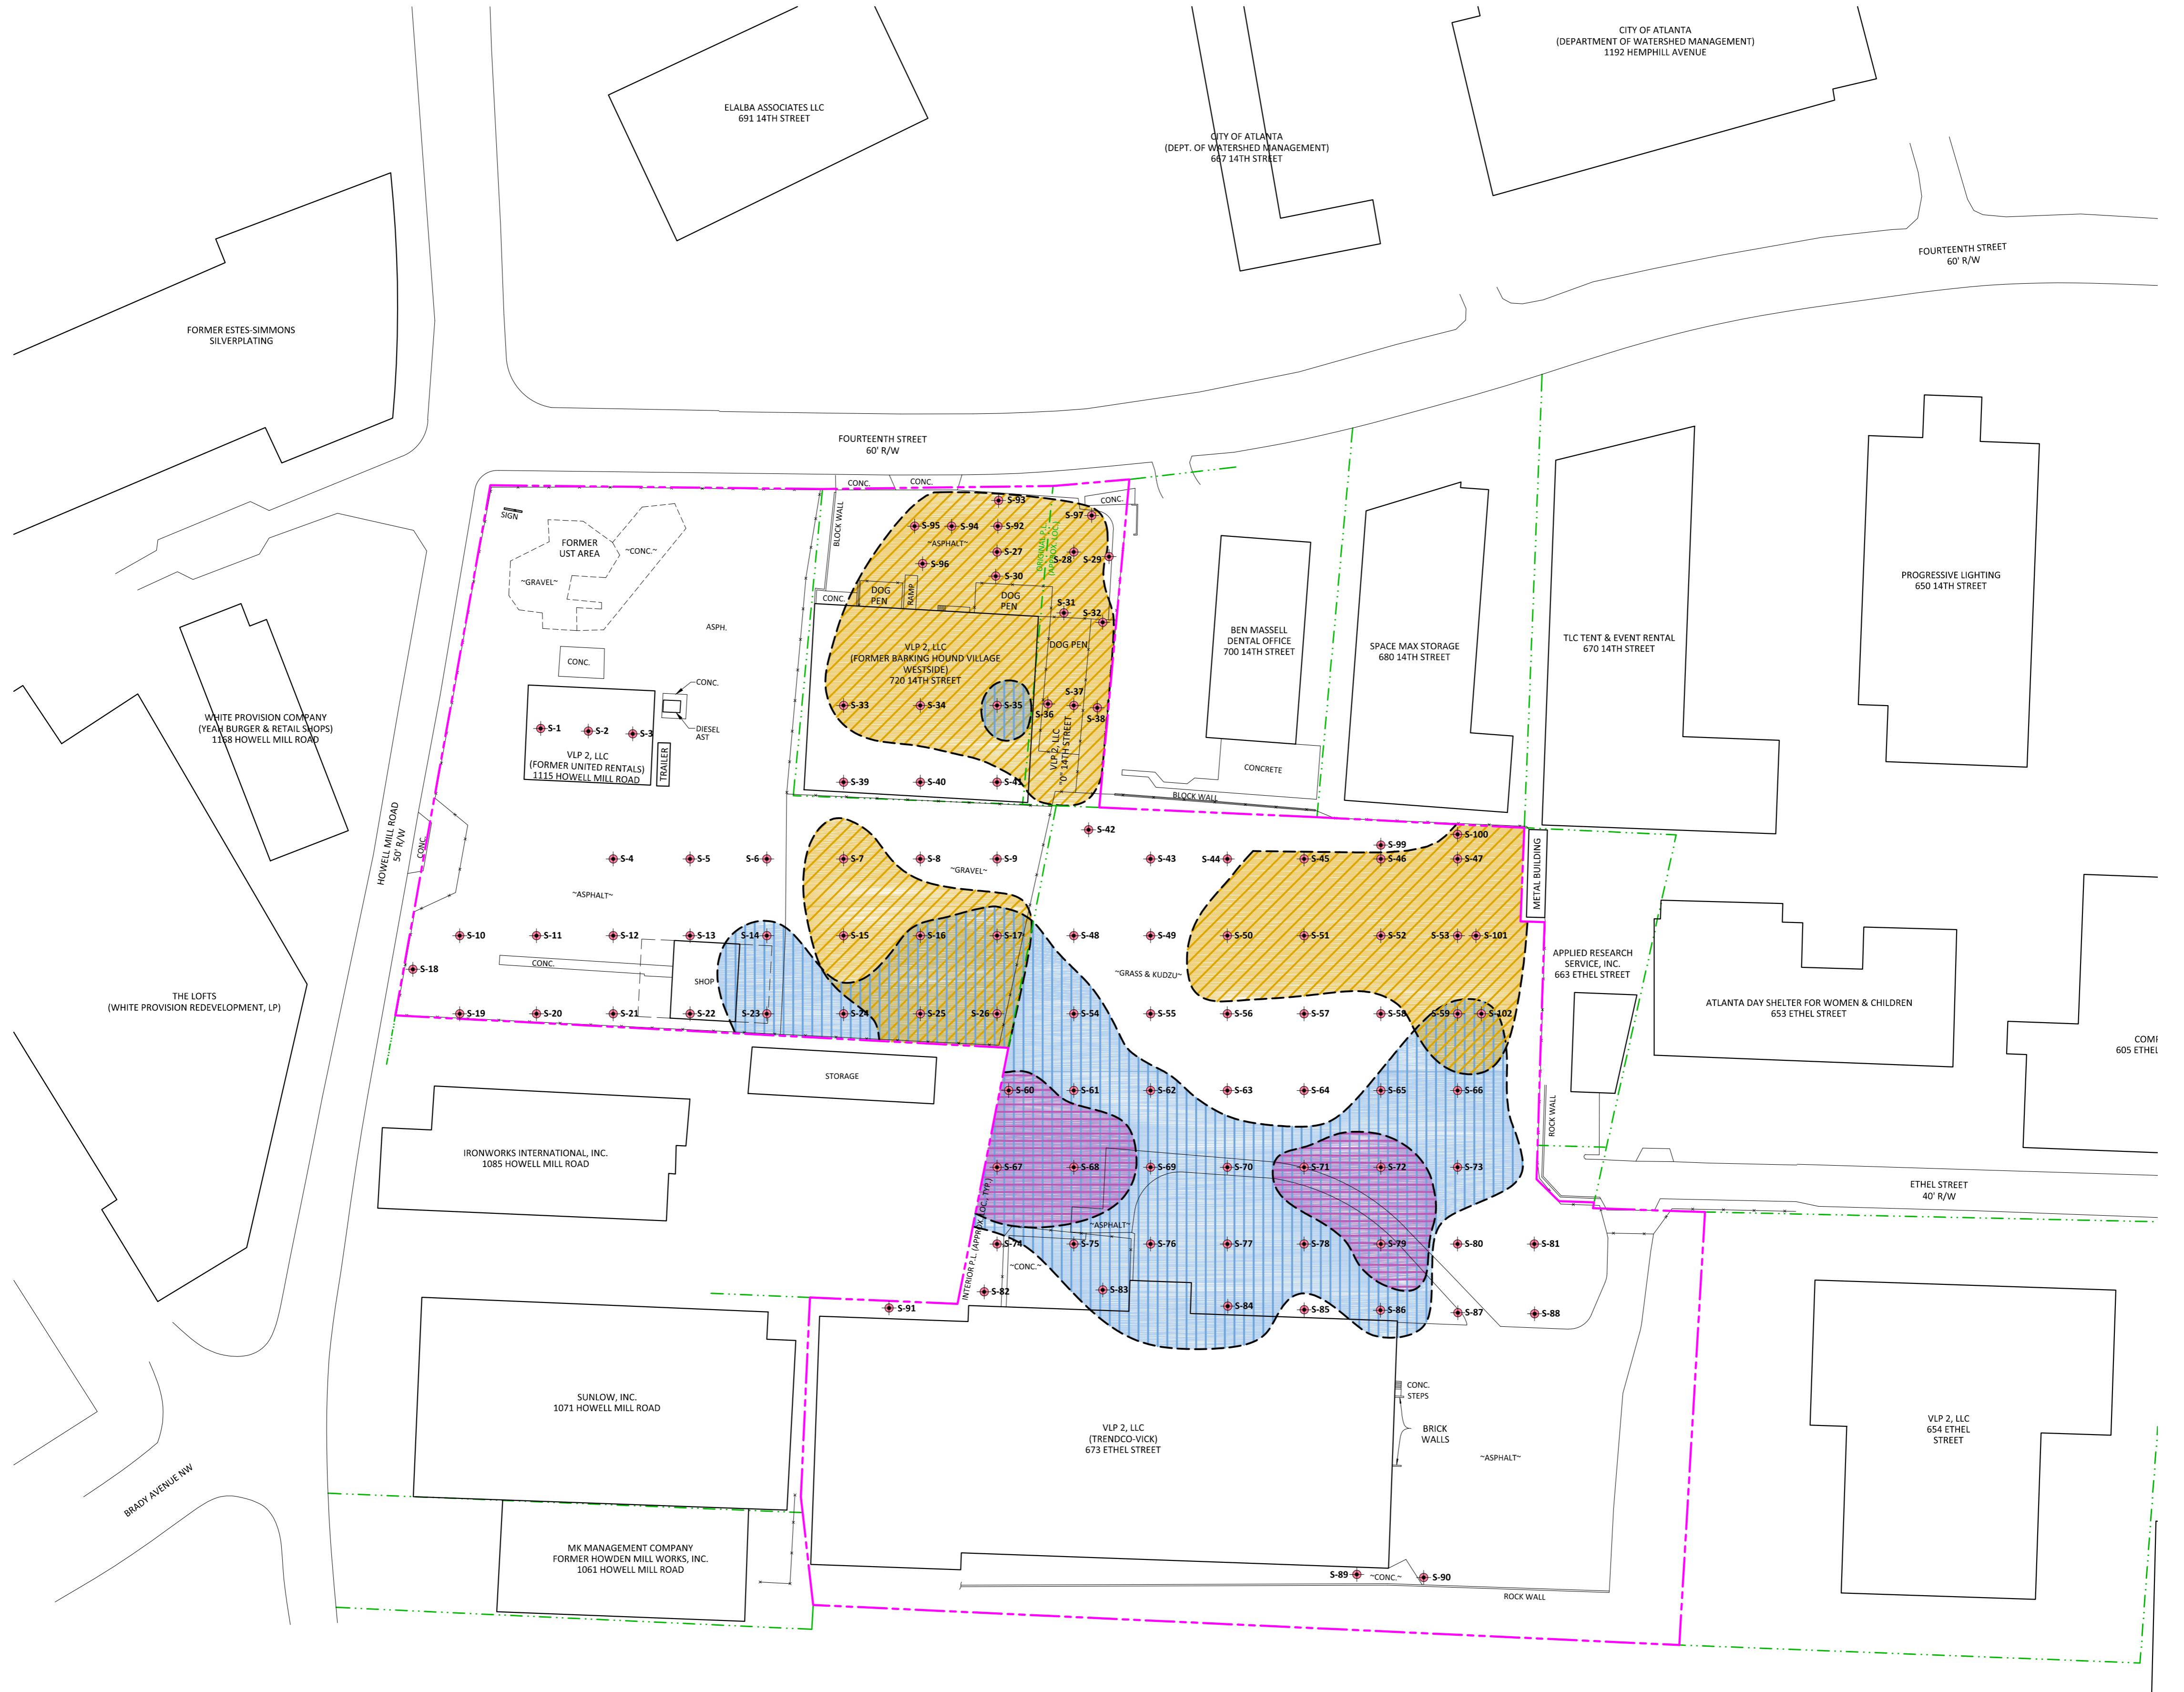 CITY OF ATLANTA
(DEPARTMENT OF WATERSHED MANAGEMENT)
1192 HEMPHILL AVENUE
ELALBA ASSOCIATES LLC
691 14TH STREET
CITY OF ATLANTA
(DEPT. OF WATERSHED MANAGEMENT)
667 14TH STREET
FOURTEENTH STREET
60' R/W
FORMER ESTES-SIMMONS
SILVERPLATING
FOURTEENTH STREET
60' R/W
CONC.
CONC.
CONC.
SIGN
BLOCK WALL
FORMER
UST AREA
~CONC.~
~GRAVEL~
S-93
S-97
S-95
S-94
S-92
~ASPHALT~
S-27
S-28
S-29
ORIGINAL P.L.
(APPROX. LOC.)
S-96
S-30
DOG
PEN
RAMP
DOG
PEN
CONC.
S-31
S-32
PROGRESSIVE LIGHTING
650 14TH STREET
ASPH.
BEN MASSELL
DENTAL OFFICE
700 14TH STREET
SPACE MAX STORAGE
680 14TH STREET
TLC TENT & EVENT RENTAL
670 14TH STREET
DOG PEN
VLP 2, LLC
(FORMER BARKING HOUND VILLAGE
WESTSIDE)
720 14TH STREET
CONC.
CONC.
DIESEL
AST
WHITE PROVISION COMPANY
(YEAH BURGER & RETAIL SHOPS)
1168 HOWELL MILL ROAD
S-33
S-34
S-35
S-36
S-37
S-38
S-1
S-2
S-3
VLP 2, LLC
(FORMER UNITED RENTALS)
1115 HOWELL MILL ROAD
TRAILER
VLP 2, LLC
"0" 14TH STREET
CONCRETE
S-39
S-40
S-41
BLOCK WALL
HOWELL MILL ROAD
50' R/W
CONC.
S-42
S-99
S-100
S-4
S-5
S-6
S-7
S-8
S-9
S-43
S-44
S-45
S-46
S-47
~GRAVEL~
METAL BUILDING
~ASPHALT~
S-10
S-11
S-12
S-13
S-14
S-15
S-16
S-17
S-48
S-49
S-50
S-51
S-52
S-53
S-101
CONC.
S-18
SHOP
~GRASS & KUDZU~
APPLIED RESEARCH
SERVICE, INC.
663 ETHEL STREET
THE LOFTS
(WHITE PROVISION REDEVELOPMENT, LP)
ATLANTA DAY SHELTER FOR WOMEN & CHILDREN
653 ETHEL STREET
S-19
S-20
S-21
S-22
S-23
S-24
S-25
S-26
S-54
S-55
S-56
S-57
S-58
S-59
S-102
COMP
605 ETHEL
STORAGE
S-60
S-61
S-62
S-63
S-64
S-65
S-66
ROCK WALL
IRONWORKS INTERNATIONAL, INC.
1085 HOWELL MILL ROAD
S-67
S-68
S-69
S-70
S-71
S-72
S-73
ETHEL STREET
40' R/W
INTERIOR P.L. (APPROX. LOC., TYP.)
~ASPHALT~
S-74
S-75
S-76
S-77
S-78
S-79
S-80
S-81
~CONC.~
S-82
S-83
S-91
S-84
S-85
S-86
S-87
S-88
SUNLOW, INC.
1071 HOWELL MILL ROAD
CONC.
STEPS
BRICK
WALLS
VLP 2, LLC
(TRENDCO-VICK)
673 ETHEL STREET
~ASPHALT~
VLP 2, LLC
654 ETHEL
STREET
BRADY AVENUE NW
MK MANAGEMENT COMPANY
FORMER HOWDEN MILL WORKS, INC.
1061 HOWELL MILL ROAD
S-89
~CONC.~
S-90
ROCK WALL